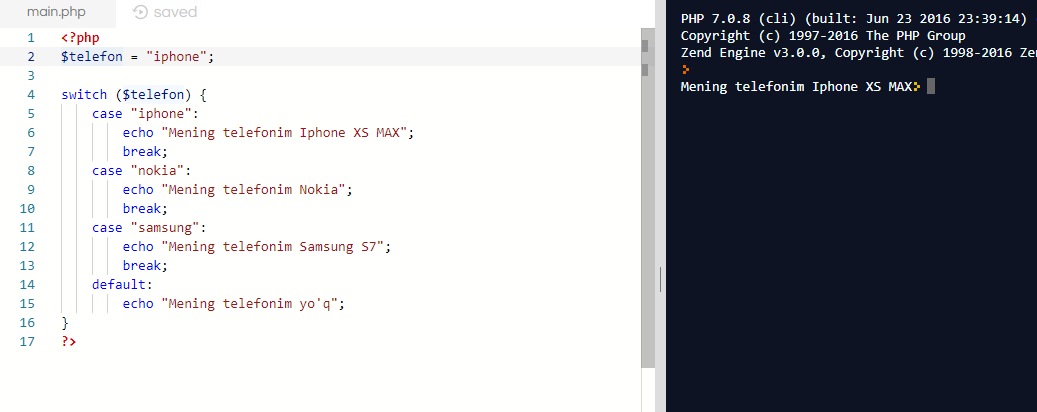 main.php saved
1 <?php
2 $telefon = "iphone";
3
4 switch ($telefon) {
5 case "iphone":
6 echo "Mening telefonim Iphone XS MAX";
7 break;
8 case "nokia":
9 echo "Mening telefonim Nokia";
10 break;
11 case "samsung":
12 echo "Mening telefonim Samsung S7";
13 break;
14 default:
15 echo "Mening telefonim yo'q";
16 }
17 ?>
PHP 7.0.8 (cli) (built: Jun 23 2016 23:39:14)
Copyright (c) 1997-2016 The PHP Group
Zend Engine v3.0.0, Copyright (c) 1998-2016
Mening telefonim Iphone XS MAX